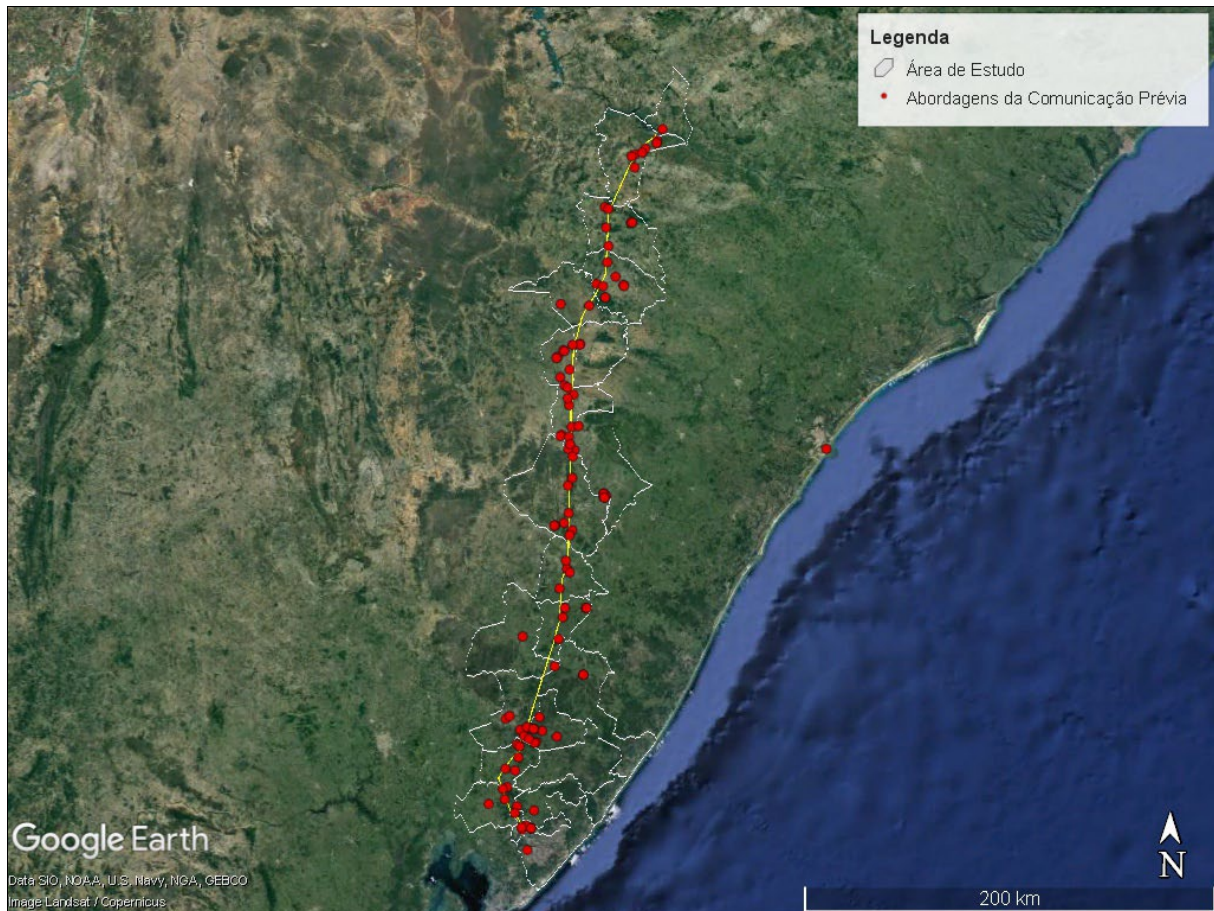 Legenda
Área de Estudo
Abordagens da Comunicação Prévia
Google Earth
N
Data SIO, NOAA, U.S. Navy, NGA, GEBCO
Image Landsat / Copernicus
200 km